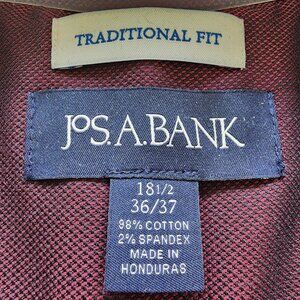 TRADITIONAL FIT
JOS.A.BANK
18 1/2
36/37
98% COTTON
2% SPANDEX
MADE IN
HONDURAS